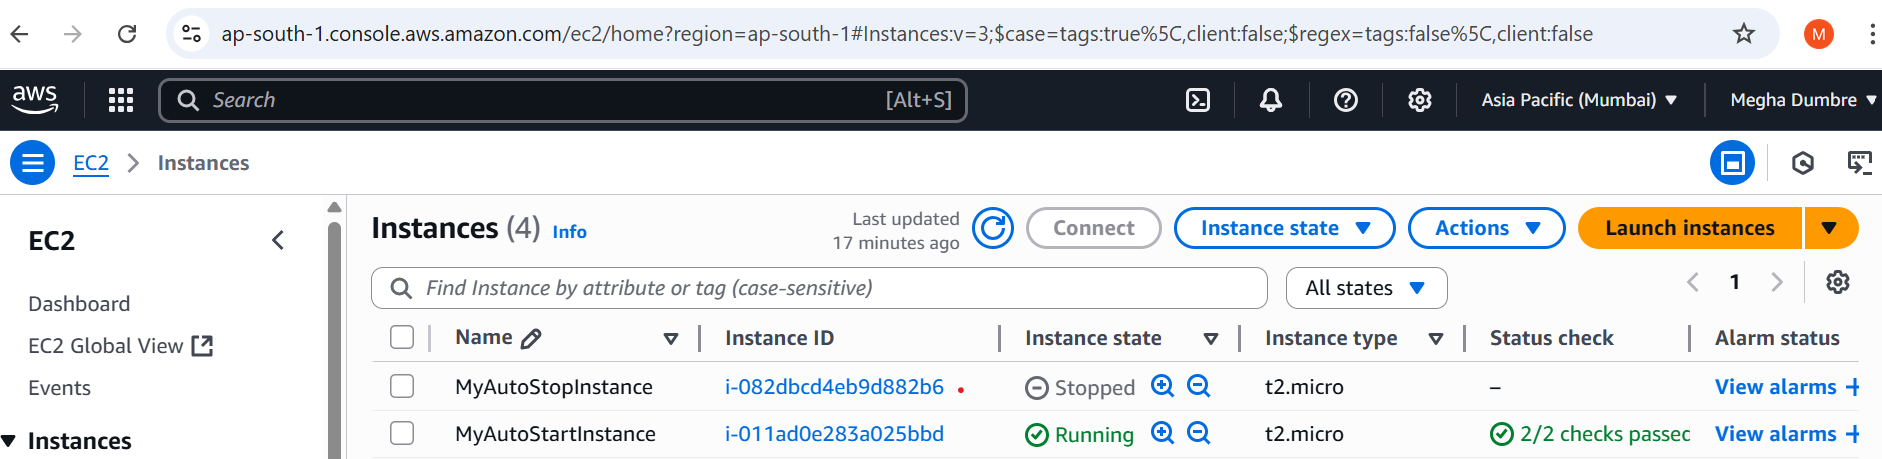 ap-south-1.console.aws.amazon.com/ec2/home?region=ap-south-1#Instances:v=3;$case=tags:true%5C,client:false;$regex=tags:false%5C,client:false
M
aws
Search
[Alt+S]
Asia Pacific (Mumbai)
Megha Dumbre
EC2
Instances
EC2
Dashboard
EC2 Global View
Events
Instances
Instances (4) Info
Last updated
17 minutes ago
Connect
Instance state
Actions
Launch instances
Find Instance by attribute or tag (case-sensitive)
All states
1
Name Instance ID Instance state Instance type Status check Alarm status
MyAutoStopInstance i-082dbcd4eb9d882b6 Stopped t2.micro – View alarms +
MyAutoStartInstance i-011ad0e283a025bbd Running t2.micro 2/2 checks passed View alarms +